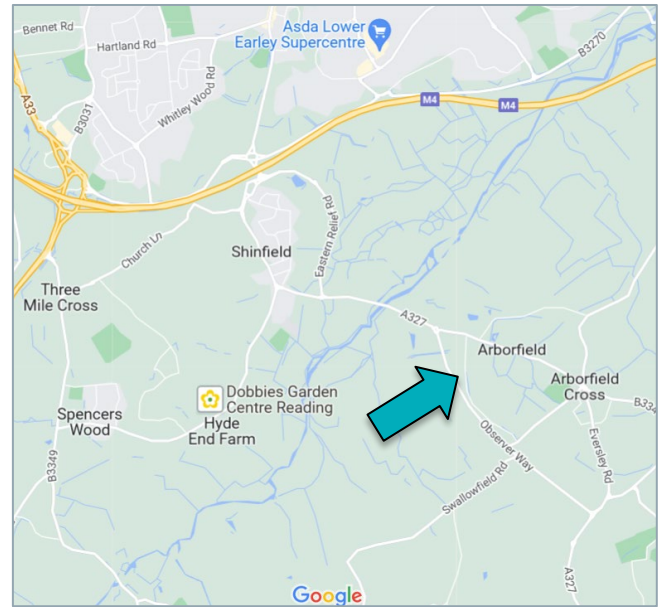 Bennet Rd
Hartland Rd
Asda Lower
Earley Supercentre
B3270
A33
B3031
Whitley Wood Rd
M4
M4
Church Ln
Shinfield
Eastern Relief Rd
Three
Mile Cross
A327
Arborfield
Arborfield
Cross
B334
Dobbies Garden
Centre Reading
Hyde
End Farm
Spencers
Wood
B3349
Observer Way
Eversley Rd
Swallowfield Rd
A327
Google